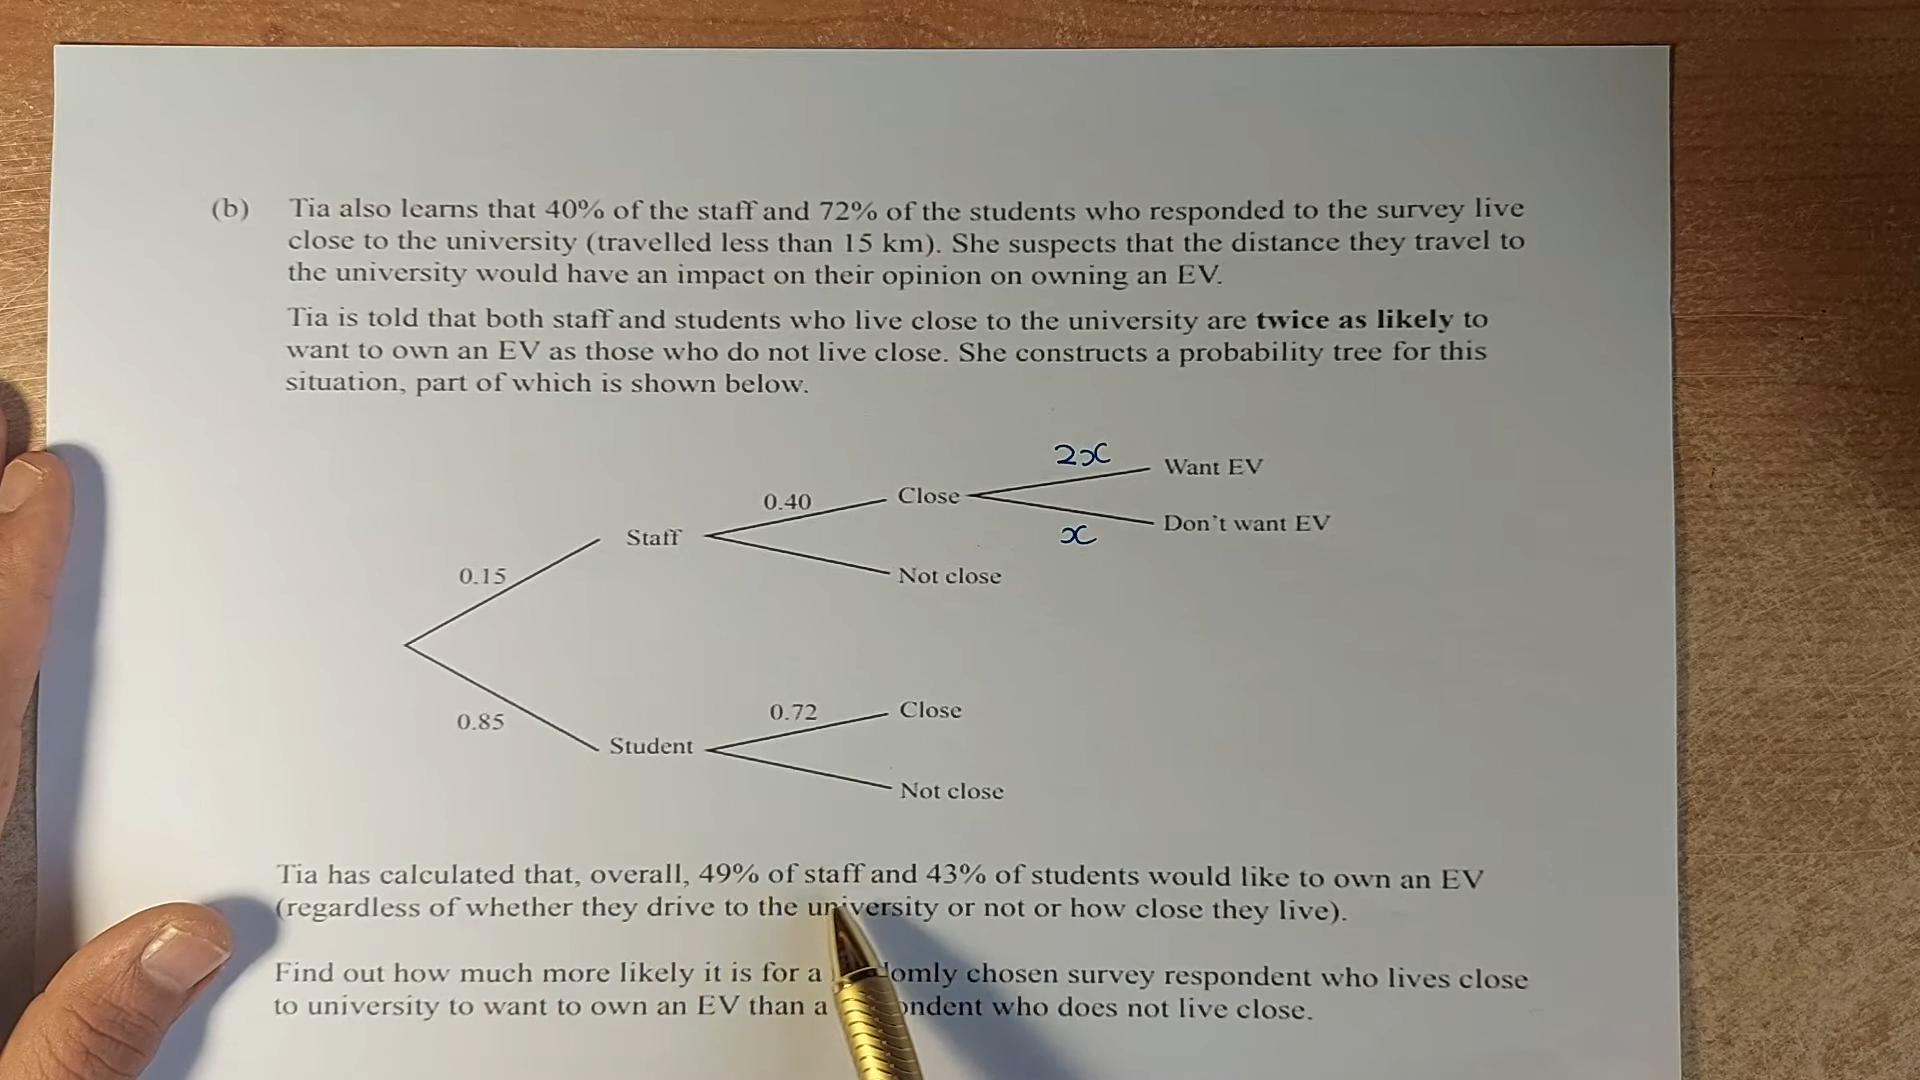 (b) Tia also learns that 40% of the staff and 72% of the students who responded to the survey live
close to the university (travelled less than 15 km). She suspects that the distance they travel to
the university would have an impact on their opinion on owning an EV.
Tia is told that both staff and students who live close to the university are twice as likely to
want to own an EV as those who do not live close. She constructs a probability tree for this
situation, part of which is shown below.
2x
Want EV
0.40
Close
x
Don't want EV
Staff
0.15
Not close
0.85
0.72
Close
Student
Not close
Tia has calculated that, overall, 49% of staff and 43% of students would like to own an EV
(regardless of whether they drive to the university or not or how close they live).
Find out how much more likely it is for a chosen survey respondent who lives close
to university to want to own an EV than a who does not live close.